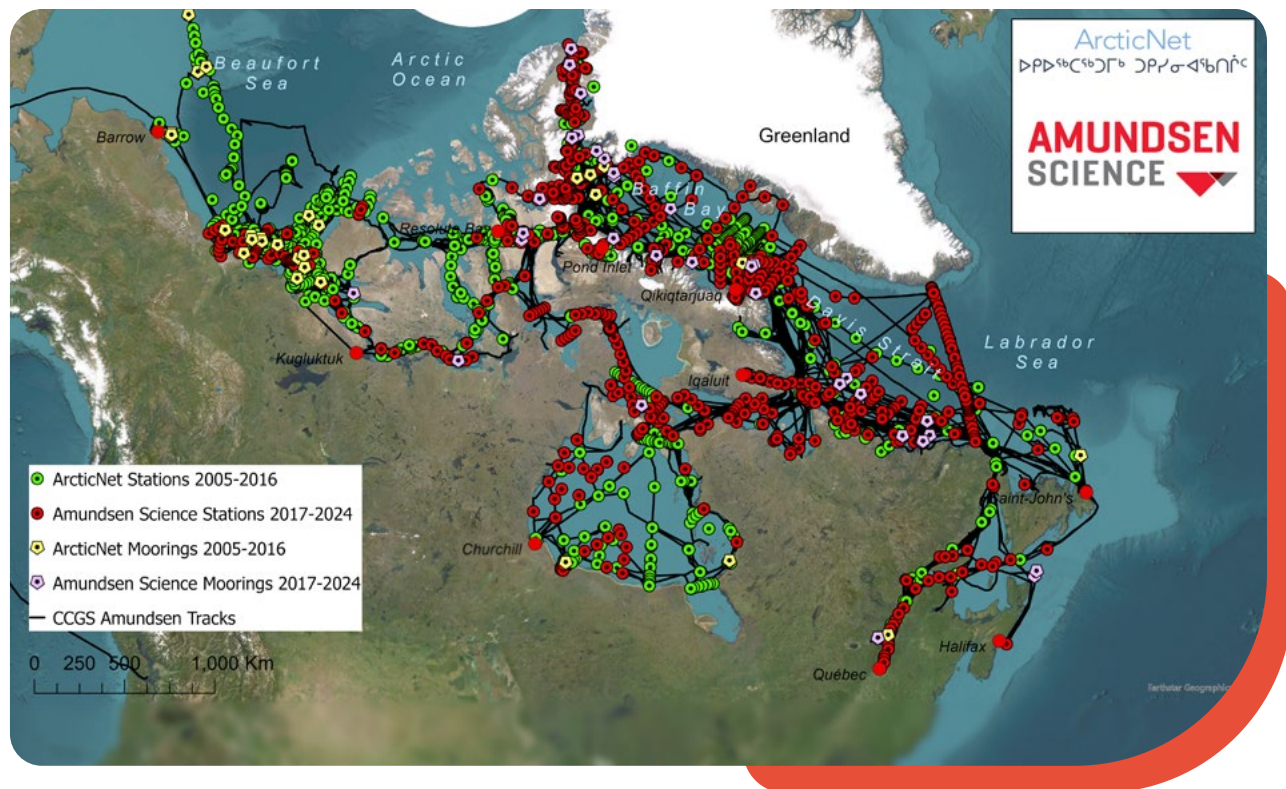 Beaufort
Sea
Arctic
Ocean
ArcticNet
ᐅᑭᐅᖅᑕᖅᑐᒥᒃ ᑐᑭᓯᓂᐊᖃᑎᒌᑦ
AMUNDSEN
SCIENCE
Barrow
Greenland
Baffin
Bay
Resolute Bay
Pond Inlet
Qikiqtarjuaq
Davis Strait
Labrador
Sea
Kugluktuk
Iqaluit
ArcticNet Stations 2005-2016
Amundsen Science Stations 2017-2024
ArcticNet Moorings 2005-2016
Amundsen Science Moorings 2017-2024
CCGS Amundsen Tracks
Saint-John's
Churchill
0 250 500 1,000 Km
Halifax
Québec
Earthstar Geographics